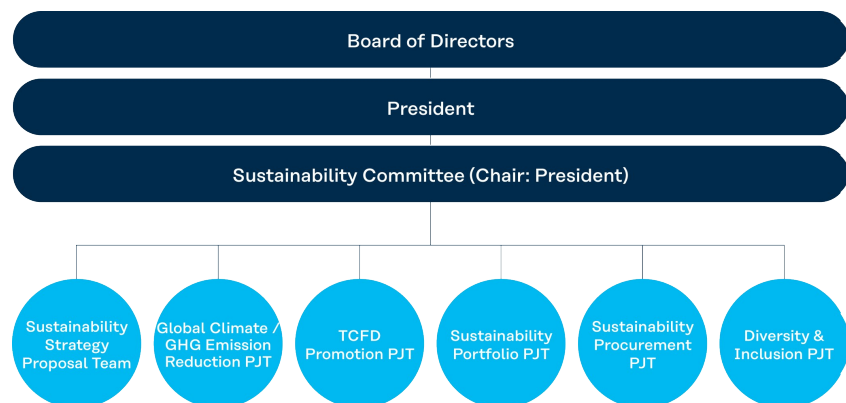 Board of Directors
President
Sustainability Committee (Chair: President)
Sustainability
Strategy
Proposal Team
Global Climate /
GHG Emission
Reduction PJT
TCFD
Promotion PJT
Sustainability
Portfolio PJT
Sustainability
Procurement
PJT
Diversity &
Inclusion PJT